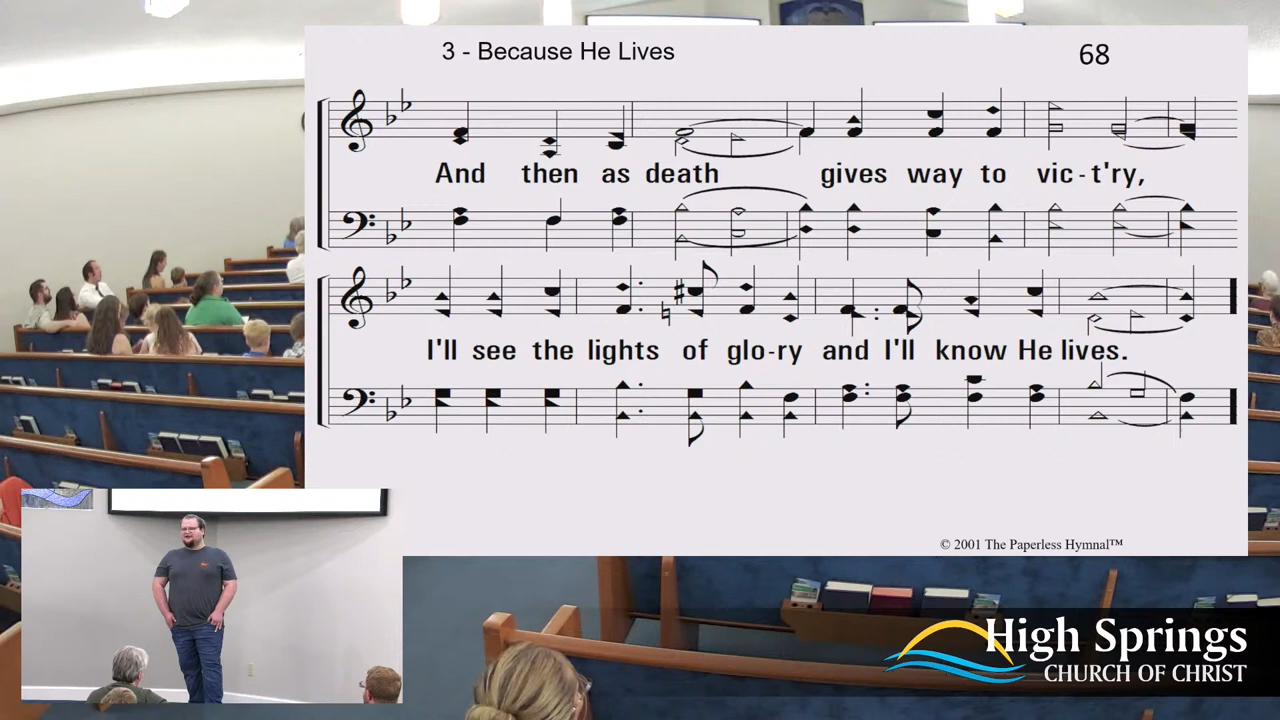 3 - Because He Lives
68
And then as death gives way to vic - t'ry,
I'll see the lights of glo-ry and I'll know He lives.
© 2001 The Paperless Hymnal™
High Springs
CHURCH OF CHRIST